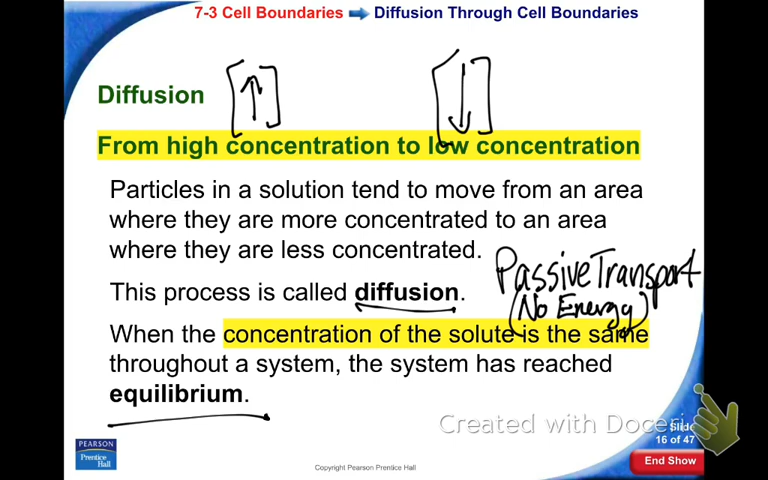 7-3 Cell Boundaries Diffusion Through Cell Boundaries
Diffusion [↑] [↓]
From high concentration to low concentration
Particles in a solution tend to move from an area
where they are more concentrated to an area
where they are less concentrated.
Passive Transport
This process is called diffusion.
(No Energy)
When the concentration of the solute is the same
throughout a system, the system has reached
equilibrium.
Created with Doceri
Slide
16 of 47
PEARSON
Prentice
Hall
End Show
Copyright Pearson Prentice Hall